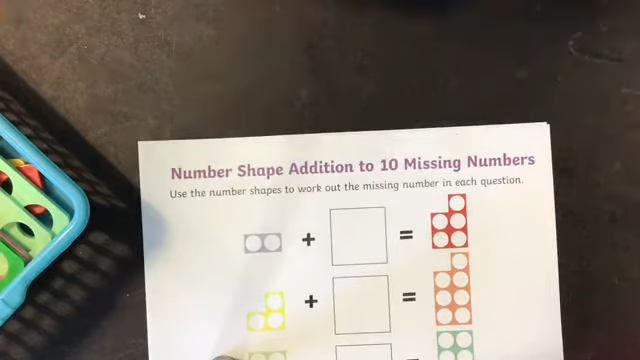 Number Shape Addition to 10 Missing Numbers
Use the number shapes to work out the missing number in each question.
+ =
+ =
=